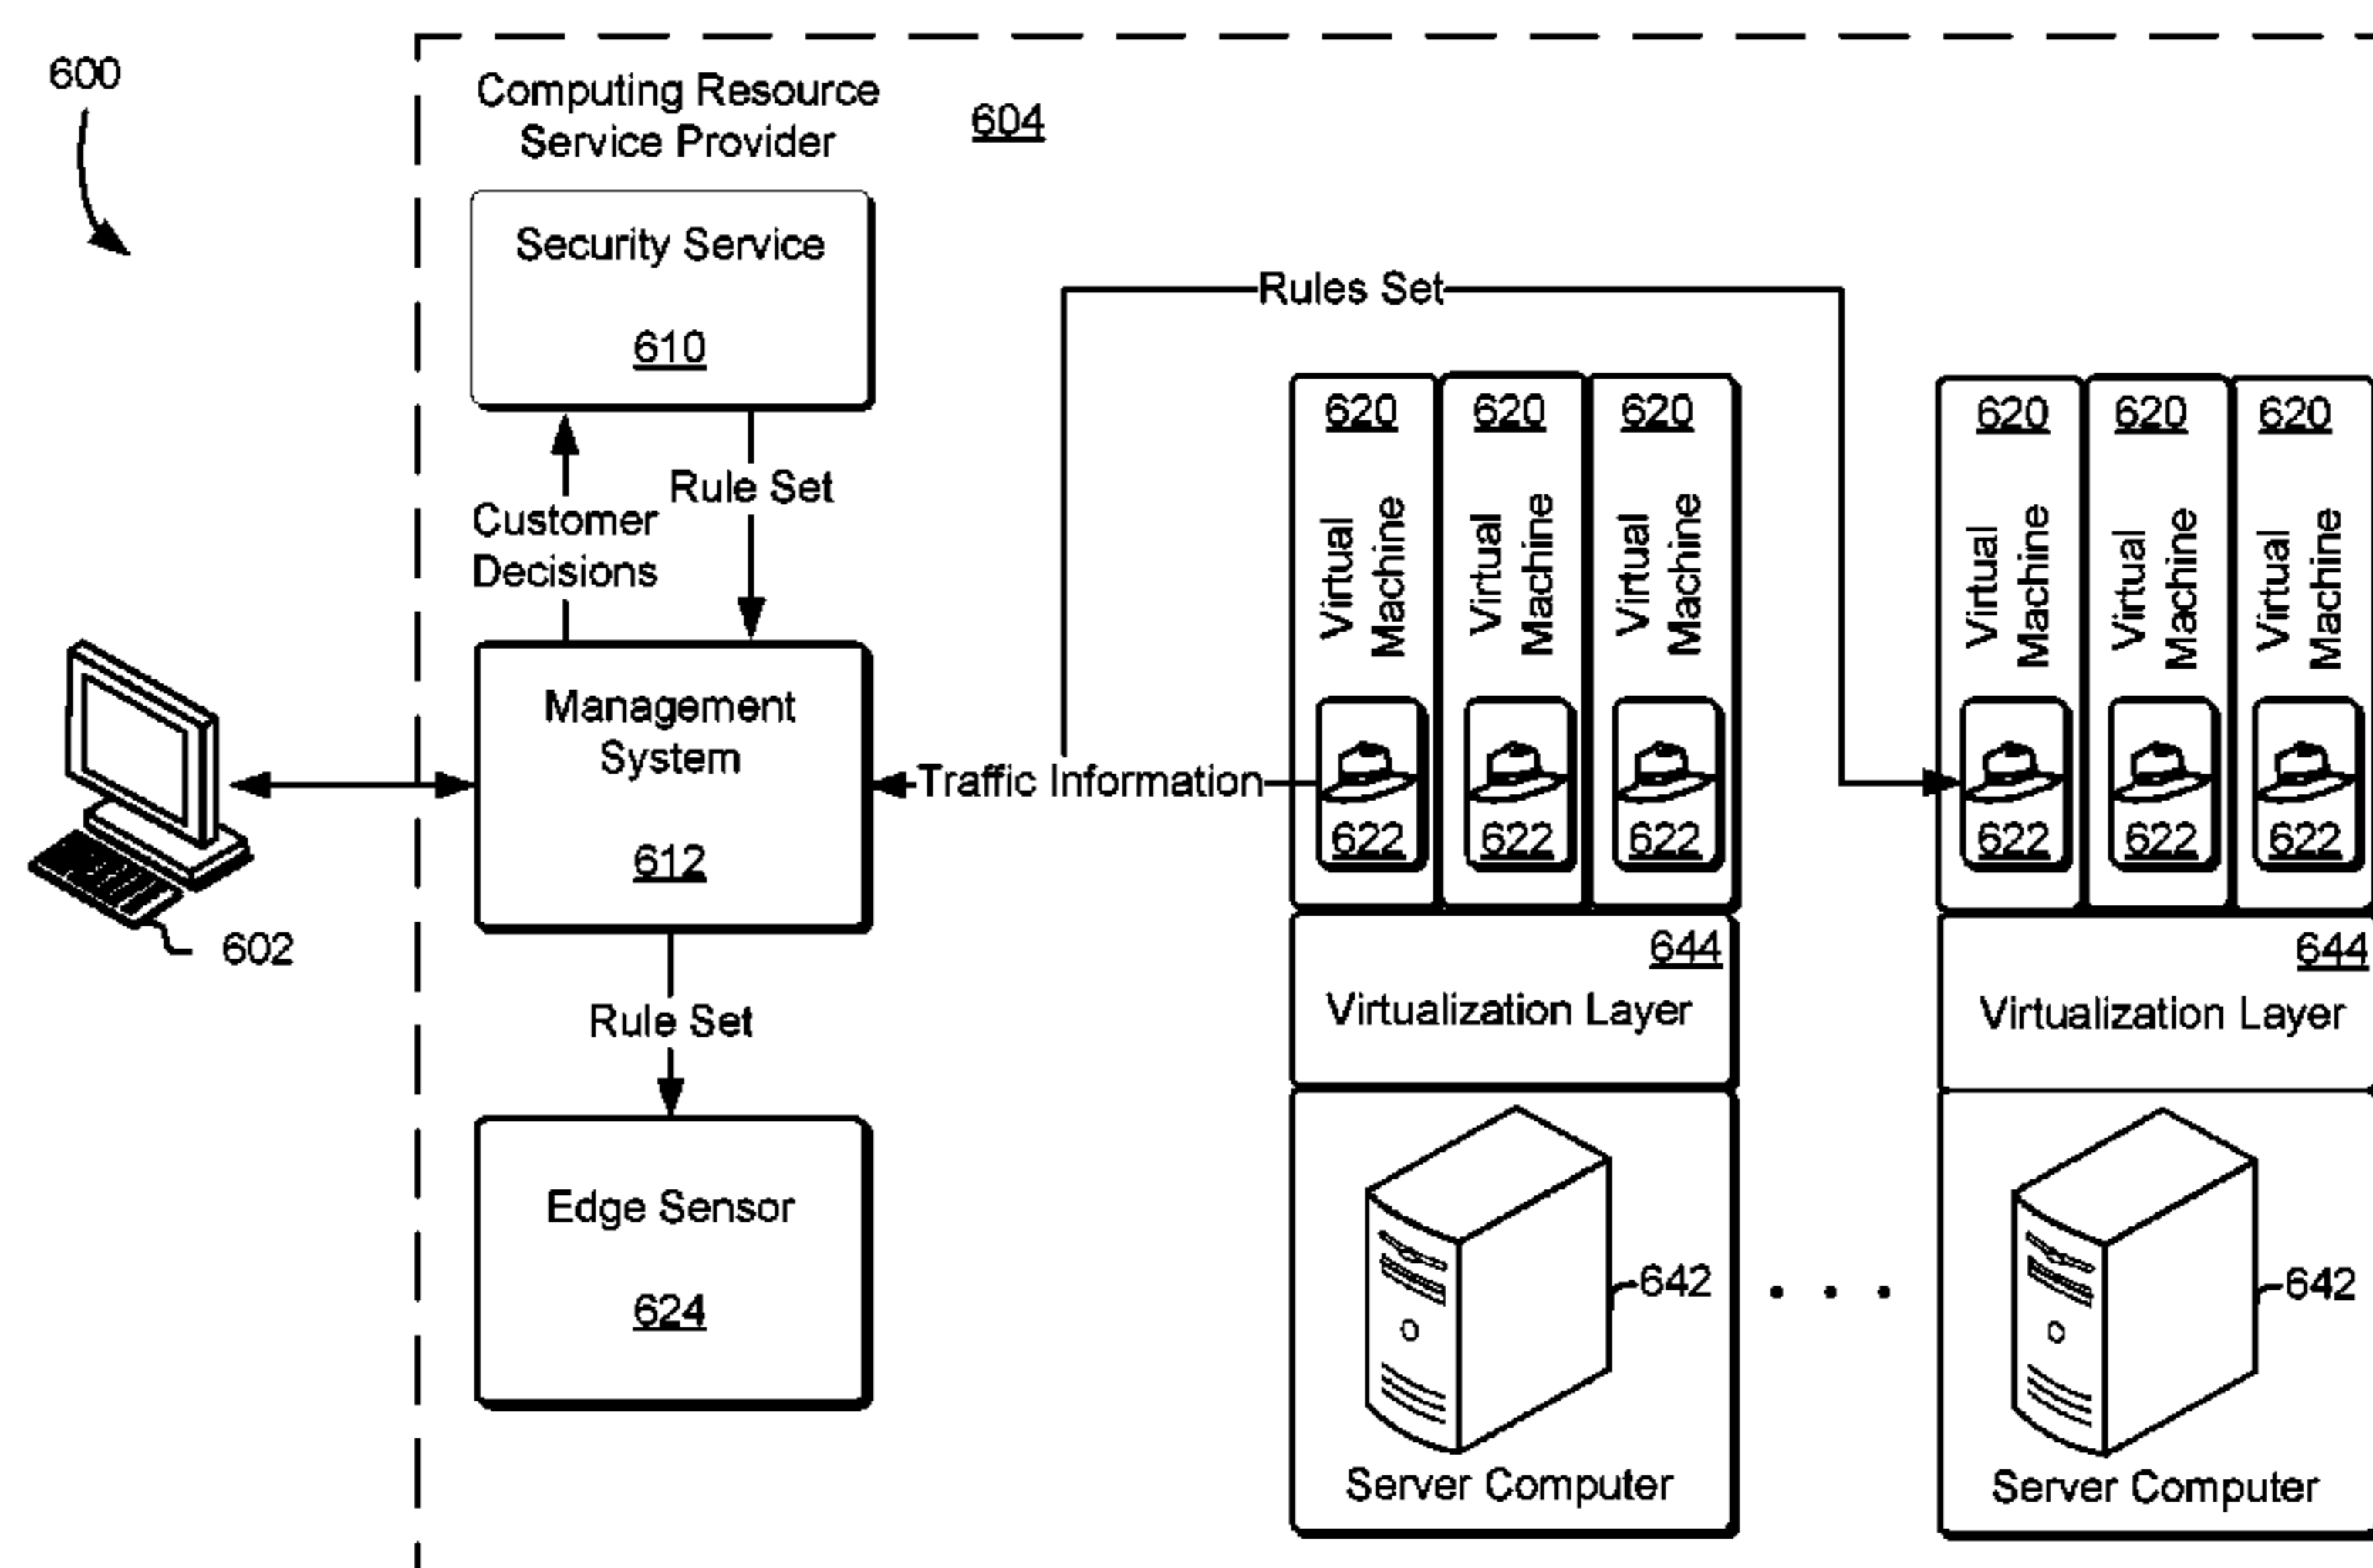 600
Computing Resource
Service Provider
604
Security Service
610
Customer
Decisions
Rule Set
Management
System
612
602
Rule Set
Edge Sensor
624
Rules Set
Traffic Information
620
620
620
Virtual
Machine
Virtual
Machine
Virtual
Machine
622
622
622
644
Virtualization Layer
642
Server Computer
620
620
620
Virtual
Machine
Virtual
Machine
Virtual
Machine
622
622
622
644
Virtualization Layer
642
Server Computer